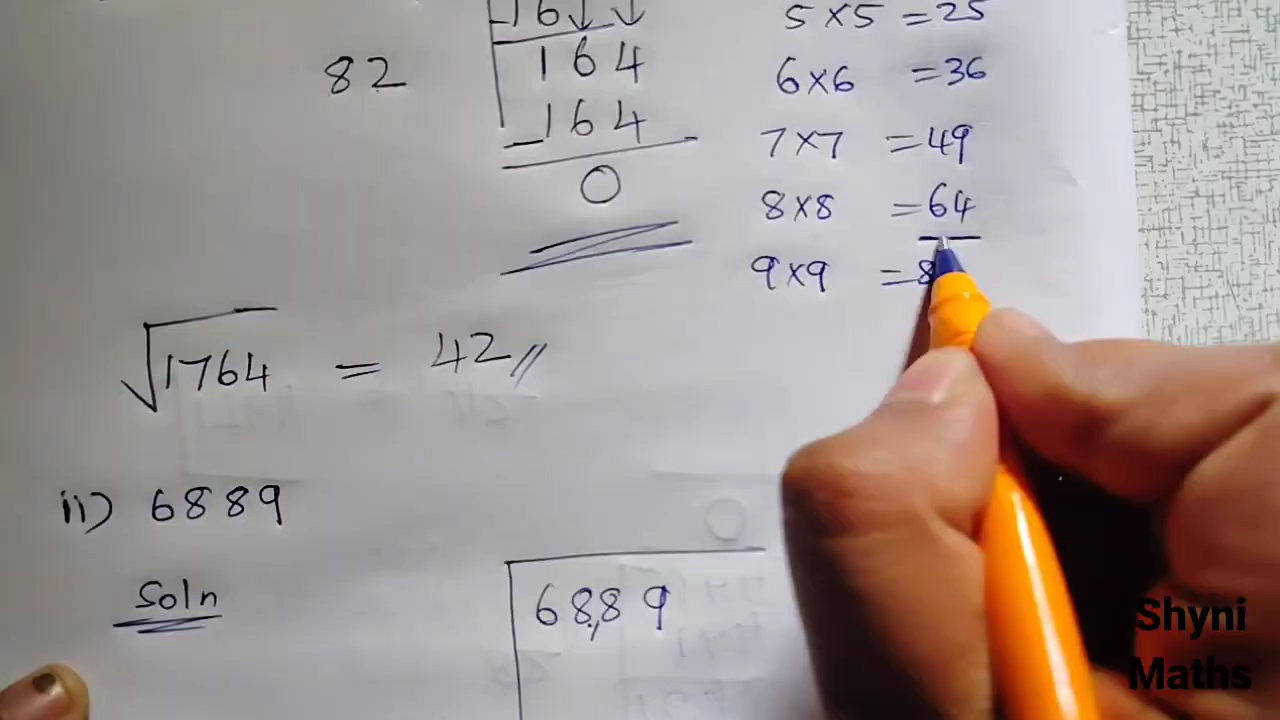 16
164
82
164
0
5×5 =25
6×6 =36
7×7 =49
8×8 =64
9×9 =8
√1764 = 42
ii) 6889
Soln
68,89
Shyni
Maths